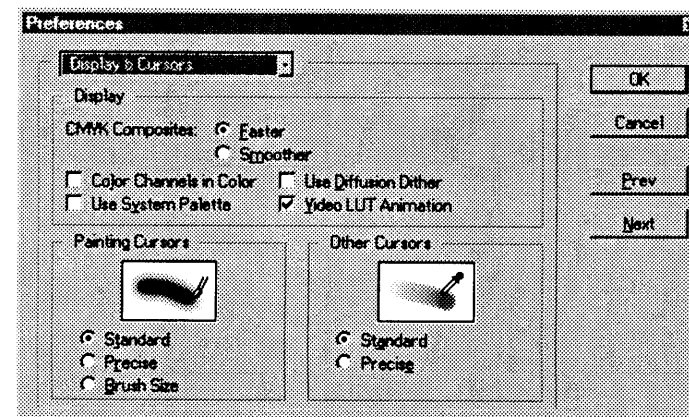 Preferences
Display & Cursors
OK
Display
CMYK Composites: Faster
Cancel
Smoother
Color Channels in Color Use Diffusion Dither
Prev
Use System Palette Video LUT Animation
Next
Painting Cursors Other Cursors
Standard Standard
Precise Precise
Brush Size